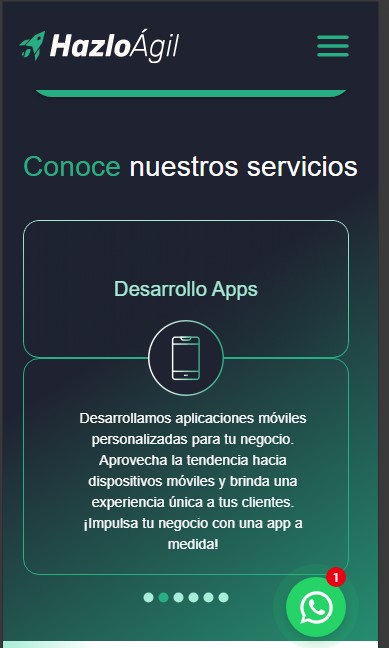 HazloÁgil
Conoce nuestros servicios
Desarrollo Apps
Desarrollamos aplicaciones móviles
personalizadas para tu negocio.
Aprovecha la tendencia hacia
dispositivos móviles y brinda una
experiencia única a tus clientes.
¡Impulsa tu negocio con una app a
medida!
1